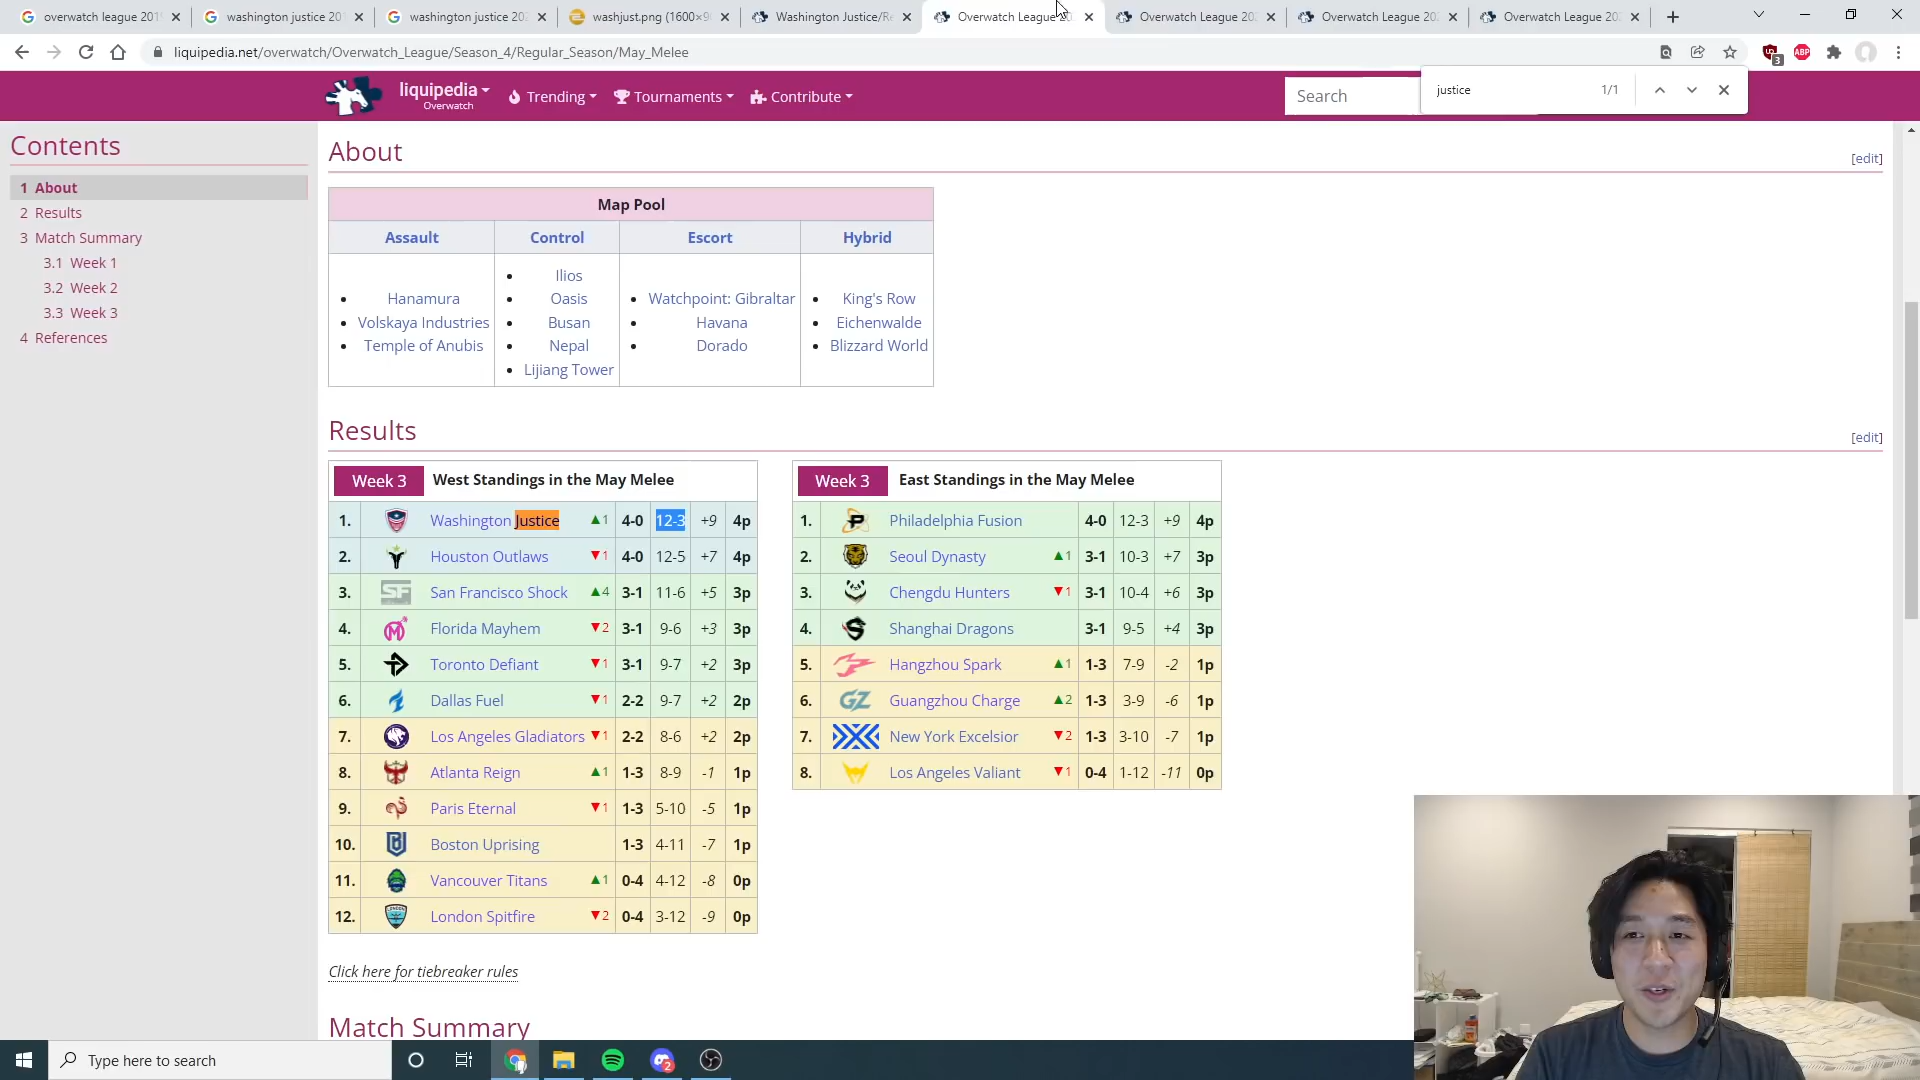 overwatch league 201
washington justice 20
washington justice 202
washjust.png (1600×9
Washington Justice/Re
Overwatch League 20
Overwatch League 202
Overwatch League 202
Overwatch League 202
liquipedia.net/overwatch/Overwatch_League/Season_4/Regular_Season/May_Melee
3
ABP
liquipedia
Overwatch
Trending
Tournaments
Contribute
Search
justice
1/1
Contents
1 About
2 Results
3 Match Summary
3.1 Week 1
3.2 Week 2
3.3 Week 3
4 References
About
[edit]
Map Pool
Assault Control Escort Hybrid
Hanamura
Volskaya Industries
Temple of Anubis
Ilios
Oasis
Busan
Nepal
Lijiang Tower
Watchpoint: Gibraltar
Havana
Dorado
King's Row
Eichenwalde
Blizzard World
Results
[edit]
Week 3 West Standings in the May Melee
1. Washington Justice ▲1 4-0 12-3 +9 4p
2. Houston Outlaws ▼1 4-0 12-5 +7 4p
3. SF San Francisco Shock ▲4 3-1 11-6 +5 3p
4. Florida Mayhem ▼2 3-1 9-6 +3 3p
5. Toronto Defiant ▼1 3-1 9-7 +2 3p
6. Dallas Fuel ▼1 2-2 9-7 +2 2p
7. Los Angeles Gladiators ▼1 2-2 8-6 +2 2p
8. Atlanta Reign ▲1 1-3 8-9 -1 1p
9. Paris Eternal ▼1 1-3 5-10 -5 1p
10. Boston Uprising 1-3 4-11 -7 1p
11. Vancouver Titans ▲1 0-4 4-12 -8 0p
12. London Spitfire ▼2 0-4 3-12 -9 0p
Week 3 East Standings in the May Melee
1. Philadelphia Fusion 4-0 12-3 +9 4p
2. Seoul Dynasty ▲1 3-1 10-3 +7 3p
3. Chengdu Hunters ▼1 3-1 10-4 +6 3p
4. Shanghai Dragons 3-1 9-5 +4 3p
5. Hangzhou Spark ▲1 1-3 7-9 -2 1p
6. GZ Guangzhou Charge ▲2 1-3 3-9 -6 1p
7. New York Excelsior ▼2 1-3 3-10 -7 1p
8. Los Angeles Valiant ▼1 0-4 1-12 -11 0p
Click here for tiebreaker rules
Match Summary
Type here to search
2